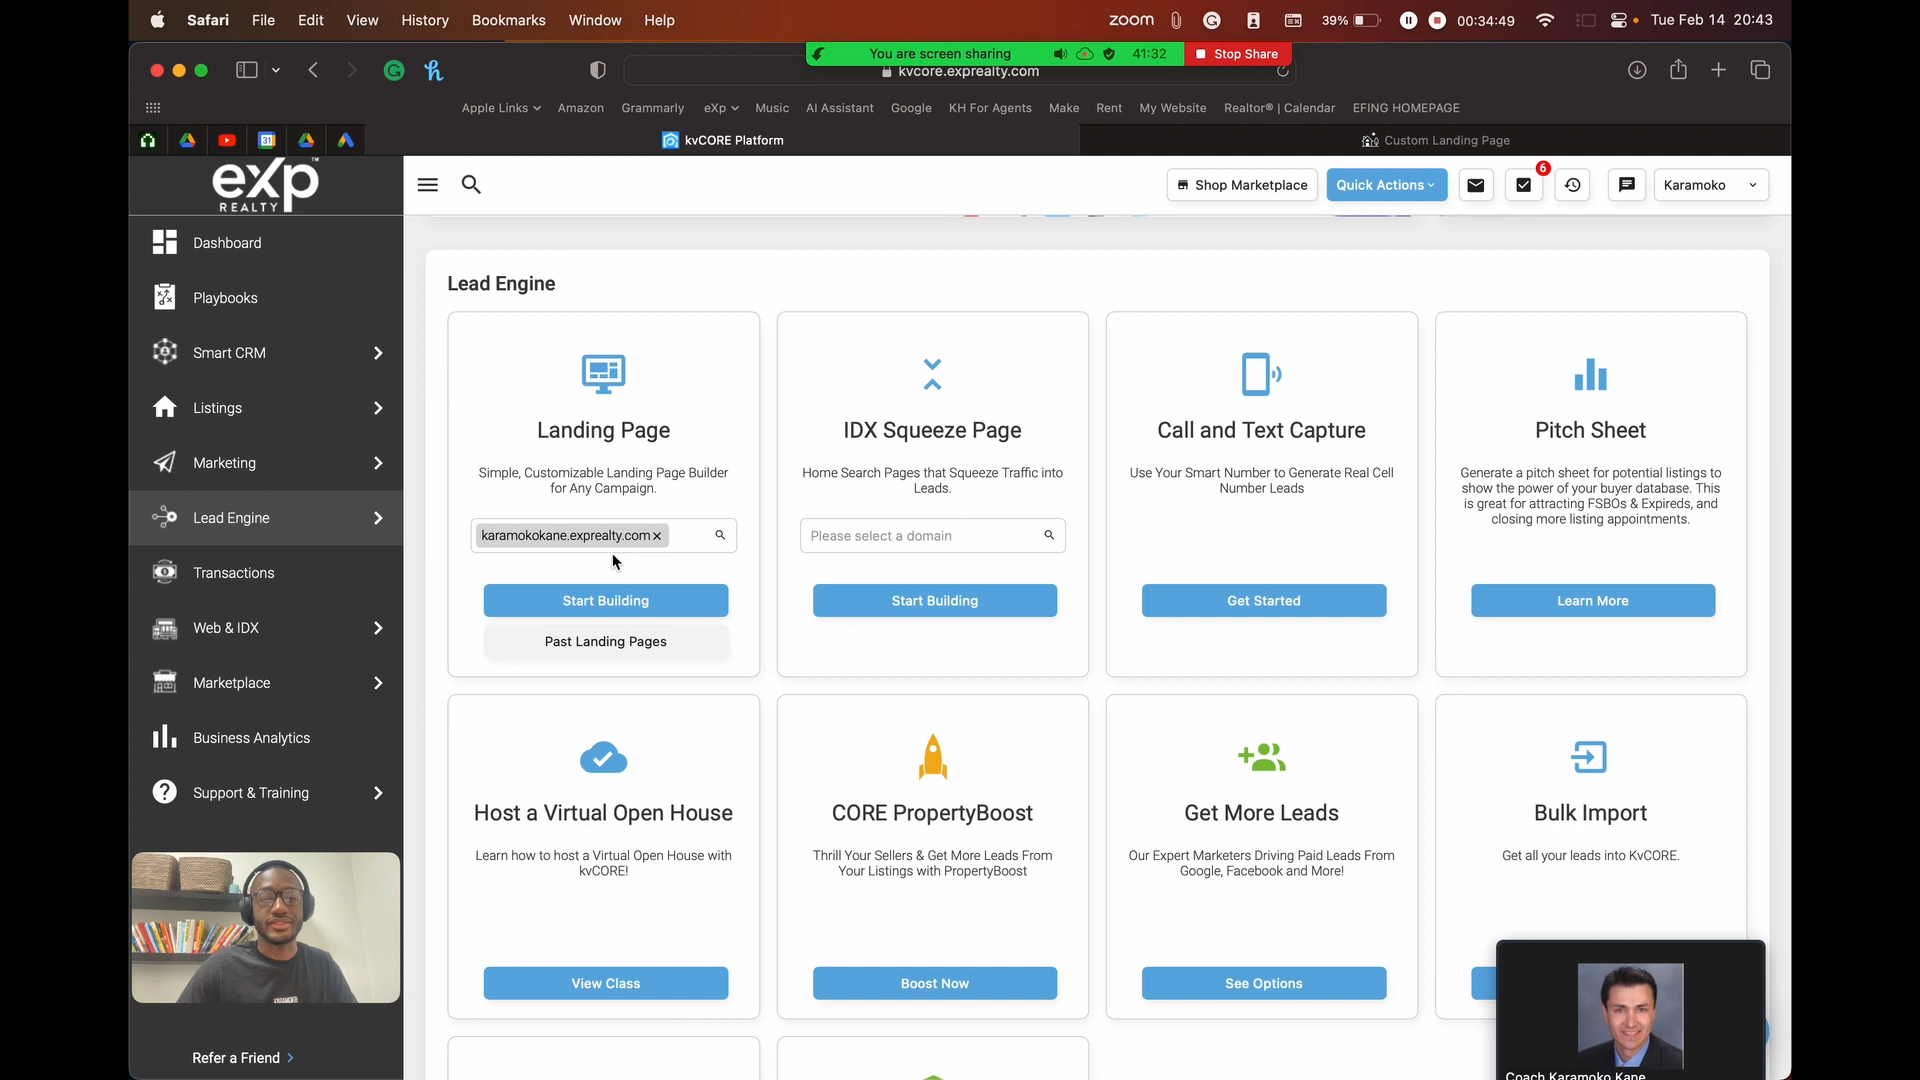 Safari File Edit View History Bookmarks Window Help
zoom 39% 00:34:49 Tue Feb 14 20:43
You are screen sharing 41:32 Stop Share
kvcore.exprealty.com
Apple Links Amazon Grammarly eXp Music AI Assistant Google KH For Agents Make Rent My Website Realtor® | Calendar EFING HOMEPAGE
31
kvCORE Platform
Custom Landing Page
eXp
REALTY
Shop Marketplace
Quick Actions
6
Karamoko
Dashboard
Playbooks
Smart CRM
Listings
Marketing
Lead Engine
Transactions
Web & IDX
Marketplace
Business Analytics
Support & Training
Refer a Friend
Lead Engine
Landing Page
Simple, Customizable Landing Page Builder
for Any Campaign.
karamokokane.exprealty.com ×
Start Building
Past Landing Pages
IDX Squeeze Page
Home Search Pages that Squeeze Traffic into
Leads.
Please select a domain
Start Building
Call and Text Capture
Use Your Smart Number to Generate Real Cell
Number Leads
Get Started
Pitch Sheet
Generate a pitch sheet for potential listings to
show the power of your buyer database. This
is great for attracting FSBOs & Expireds, and
closing more listing appointments.
Learn More
Host a Virtual Open House
Learn how to host a Virtual Open House with
kvCORE!
View Class
CORE PropertyBoost
Thrill Your Sellers & Get More Leads From
Your Listings with PropertyBoost
Boost Now
Get More Leads
Our Expert Marketers Driving Paid Leads From
Google, Facebook and More!
See Options
Bulk Import
Get all your leads into KvCORE.
Coach Karamoko Kane